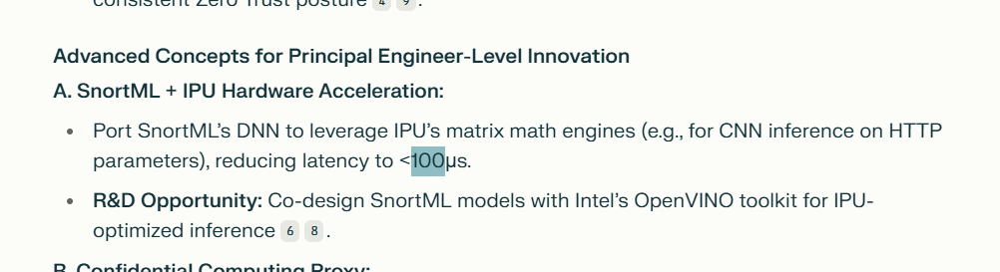 consistent Zero Trust posture 4 9 .
Advanced Concepts for Principal Engineer-Level Innovation
A. SnortML + IPU Hardware Acceleration:
• Port SnortML’s DNN to leverage IPU’s matrix math engines (e.g., for CNN inference on HTTP
parameters), reducing latency to <100μs.
• R&D Opportunity: Co-design SnortML models with Intel’s OpenVINO toolkit for IPU-
optimized inference 6 8 .
B. Confidential Computing Proxy: